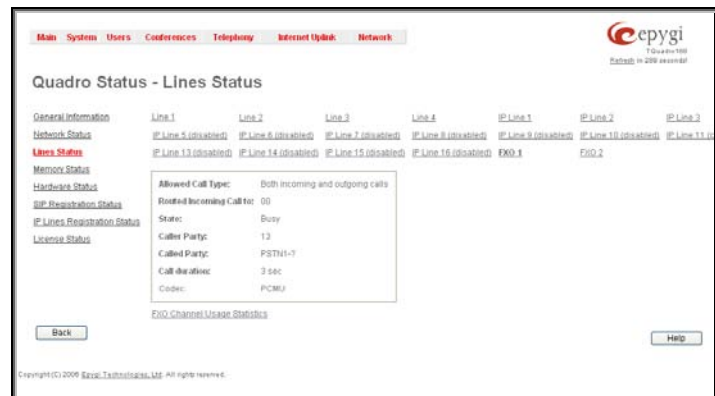 Main System Users Conferences Telephony Internet Uplink Network
epygi
Refresh in 289 seconds!
Quadro Status - Lines Status
General Information
Network Status
Lines Status
Memory Status
Hardware Status
SIP Registration Status
IP Lines Registration Status
License Status
Line 1 Line 2 Line 3 Line 4 IP Line 1 IP Line 2 IP Line 3
IP Line 5 (disabled) IP Line 6 (disabled) IP Line 7 (disabled) IP Line 8 (disabled) IP Line 9 (disabled) IP Line 10 (disabled) IP Line 11
IP Line 13 (disabled) IP Line 14 (disabled) IP Line 15 (disabled) IP Line 16 (disabled) FXO 1 FXO 2
Allowed Call Type: Both incoming and outgoing calls
Routed Incoming Call to: 00
State: Busy
Caller Party: 13
Called Party: PSTN1-?
Call duration: 3 sec
Codec: PCMU
FXO Channel Usage Statistics
Back
Help
Copyright (C) 2006 Epygi Technologies, Ltd. All rights reserved.